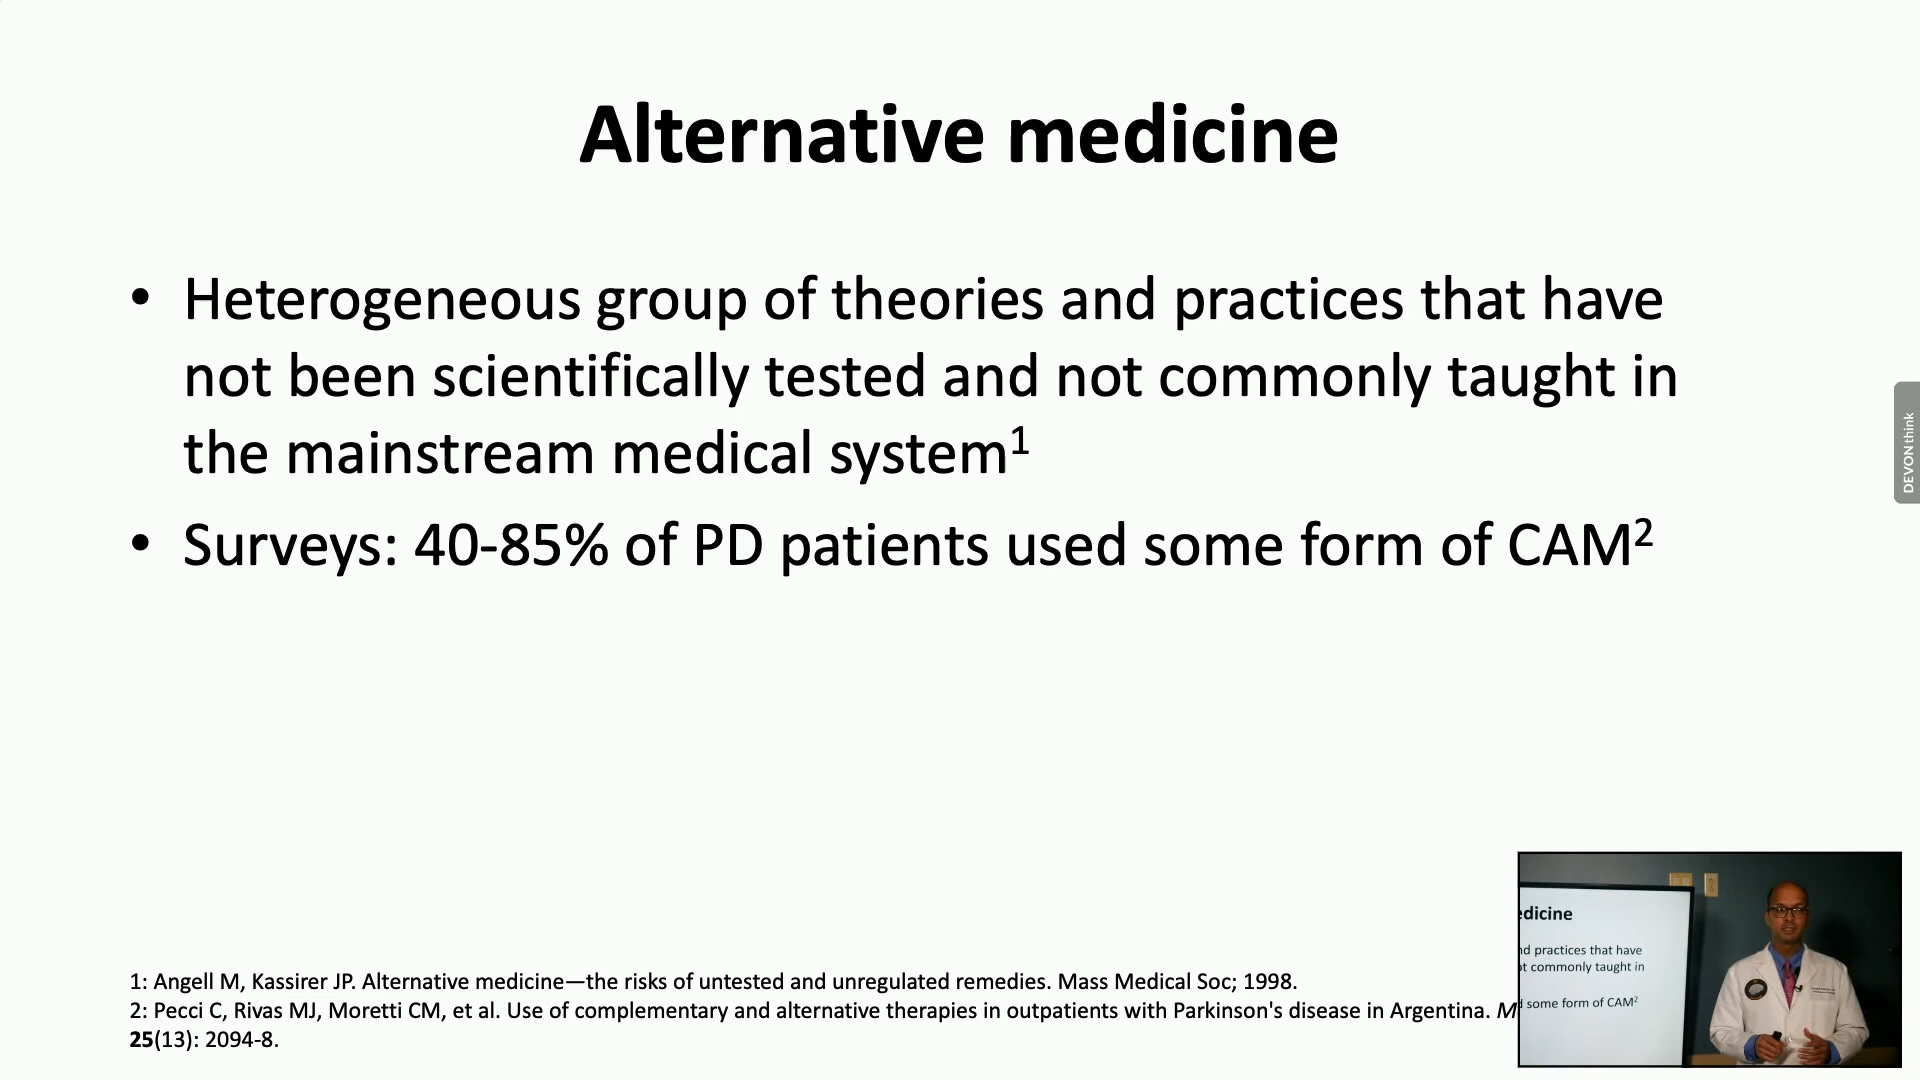 Alternative medicine
• Heterogeneous group of theories and practices that have
not been scientifically tested and not commonly taught in
the mainstream medical system1
• Surveys: 40-85% of PD patients used some form of CAM2
DEVONthink
1: Angell M, Kassirer JP. Alternative medicine—the risks of untested and unregulated remedies. Mass Medical Soc; 1998.
2: Pecci C, Rivas MJ, Moretti CM, et al. Use of complementary and alternative therapies in outpatients with Parkinson's disease in Argentina. M
25(13): 2094-8.
edicine
nd practices that have
ot commonly taught in
d some form of CAM2